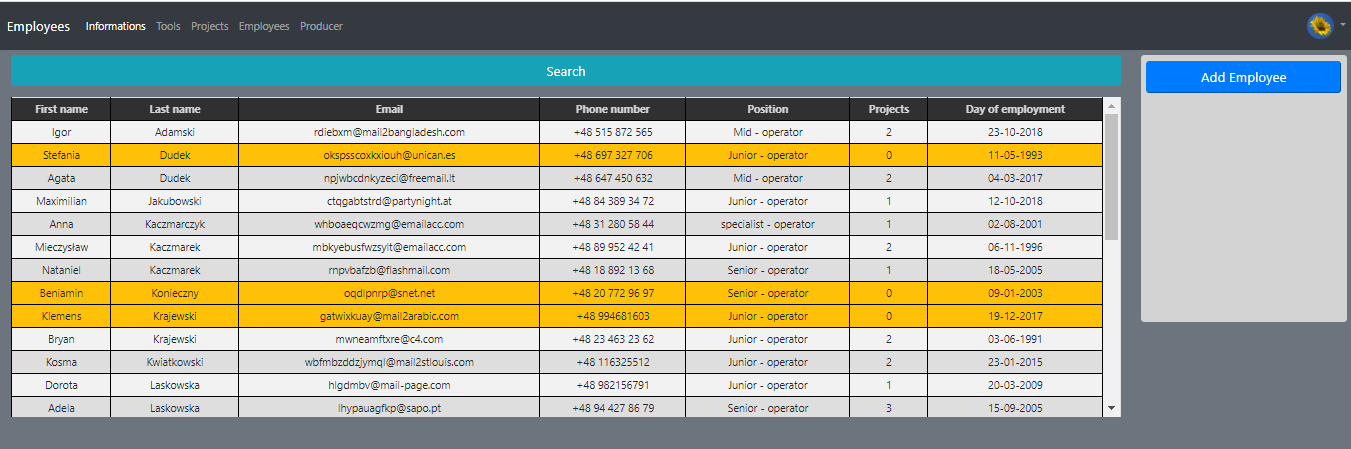 Employees Informations Tools Projects Employees Producer
Search
Add Employee
First name Last name Email Phone number Position Projects Day of employment
Igor Adamski rdiebxm@mail2bangladesh.com +48 515 872 565 Mid - operator 2 23-10-2018
Stefania Dudek okspsscoxkxiouh@unican.es +48 697 327 706 Junior - operator 0 11-05-1993
Agata Dudek npjwbcdnkyzeci@freemail.lt +48 647 450 632 Mid - operator 2 04-03-2017
Maximilian Jakubowski ctqgabtstrd@partynight.at +48 84 389 34 72 Junior - operator 1 12-10-2018
Anna Kaczmarczyk whboaeqcwzmg@emailacc.com +48 31 280 58 44 specialist - operator 1 02-08-2001
Mieczysław Kaczmarek mbkyebusfwzsylt@emailacc.com +48 89 952 42 41 Junior - operator 2 06-11-1996
Nataniel Kaczmarek rnpvbafzb@flashmail.com +48 18 892 13 68 Senior - operator 1 18-05-2005
Beniamin Konieczny oqdlpnrp@snet.net +48 20 772 96 97 Senior - operator 0 09-01-2003
Klemens Krajewski gatwixkuay@mail2arabic.com +48 994681603 Junior - operator 0 19-12-2017
Bryan Krajewski mwneamftxre@c4.com +48 23 463 23 62 Junior - operator 2 03-06-1991
Kosma Kwiatkowski wbfmbzddzjymql@mail2stlouis.com +48 116325512 Junior - operator 2 23-01-2015
Dorota Laskowska hlgdmbv@mail-page.com +48 982156791 Junior - operator 1 20-03-2009
Adela Laskowska lhypauagfkp@sapo.pt +48 94 427 86 79 Senior - operator 3 15-09-2005